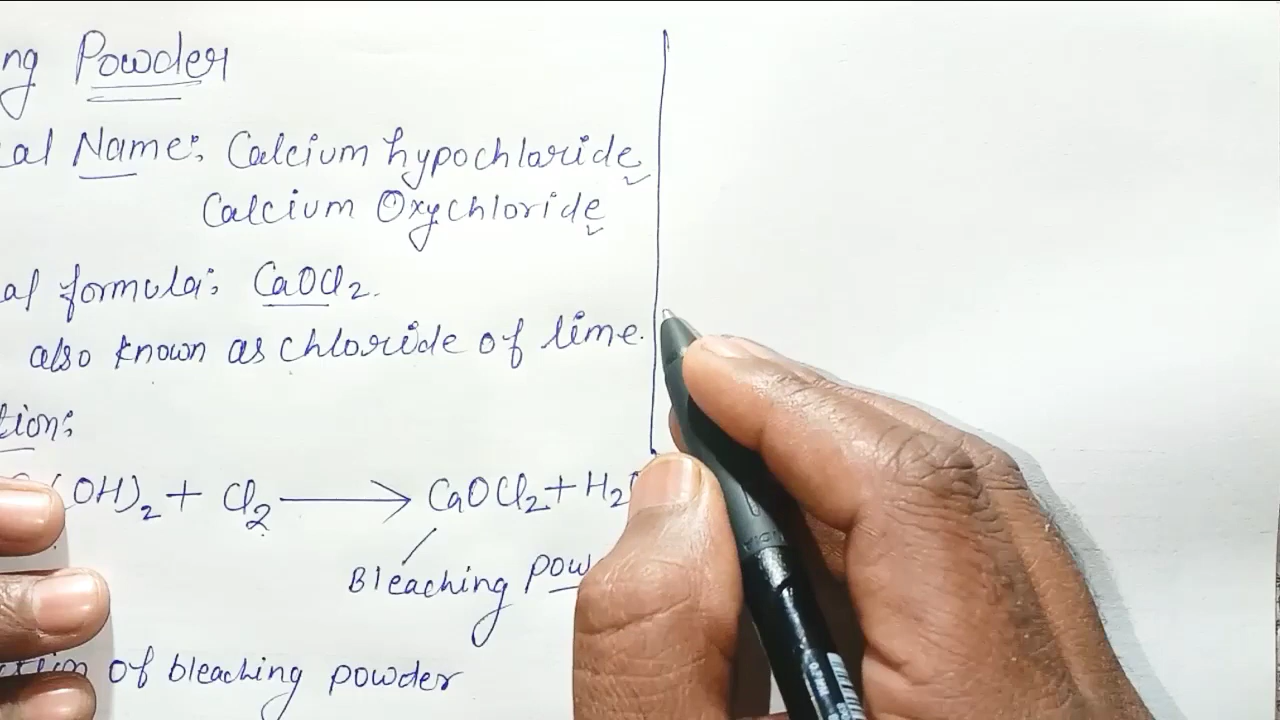 ng Powder
al Name: Calcium hypochloride
Calcium Oxychloride
al formula: CaOCl2.
also known as chloride of lime.
tion:
(OH)2 + Cl2 → CaOCl2 + H2
Bleaching pow
of bleaching powder